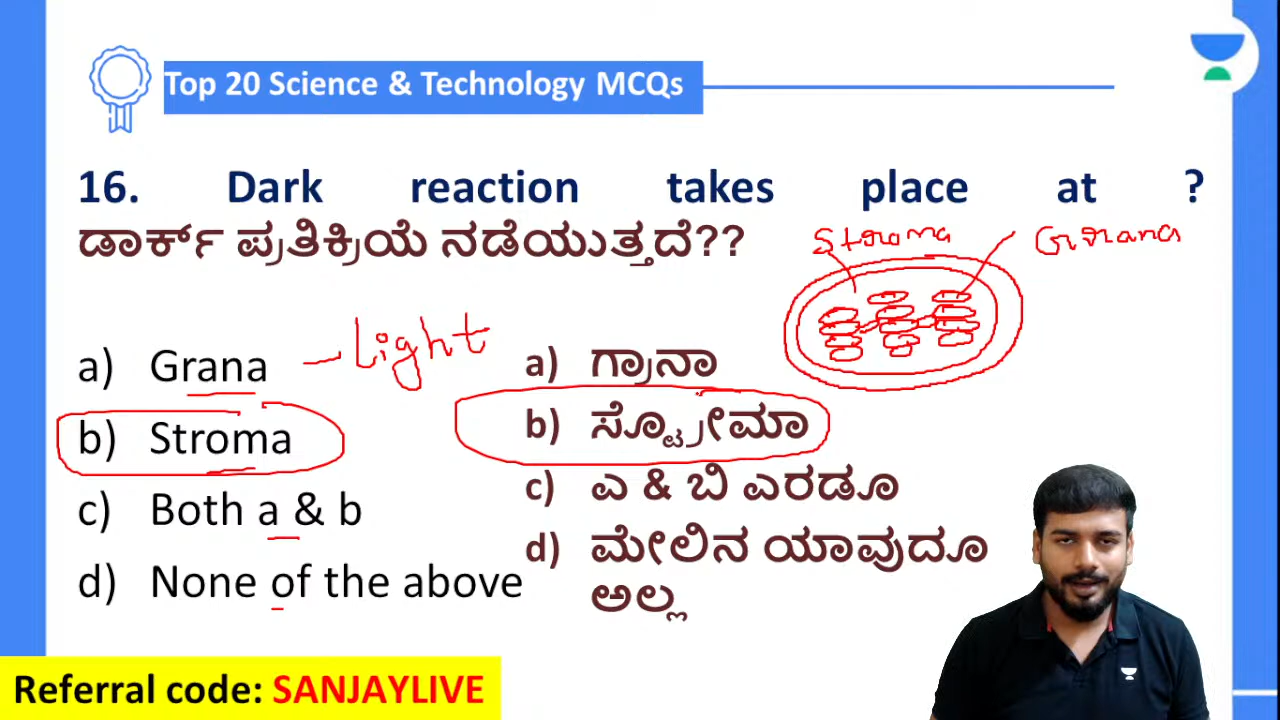 Top 20 Science & Technology MCQs
16. Dark reaction takes place at ?
ಡಾರ್ಕ್ ಪ್ರತಿಕ್ರಿಯೆ ನಡೆಯುತ್ತದೆ??
Stroma
Grana
a) Grana
Light
b) Stroma
c) Both a & b
d) None of the above
a) ಗ್ರಾನಾ
b) ಸ್ಟ್ರೋಮಾ
c) ಎ & ಬಿ ಎರಡೂ
d) ಮೇಲಿನ ಯಾವುದೂ
ಅಲ್ಲ
Referral code: SANJAYLIVE